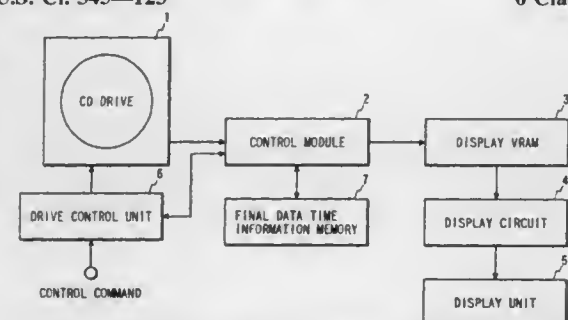 U.S. Cl. 345—125
6 Cla
1
CD DRIVE
2
CONTROL MODULE
3
DISPLAY VRAM
6
DRIVE CONTROL UNIT
7
FINAL DATA TIME
INFORMATION MEMORY
4
DISPLAY CIRCUIT
CONTROL COMMAND
5
DISPLAY UNIT